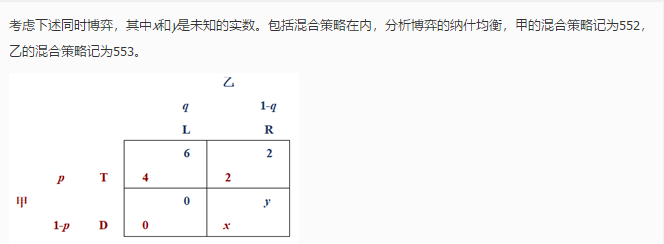 考虑下述同时博弈，其中x和y是未知的实数。包括混合策略在内，分析博弈的纳什均衡，甲的混合策略记为552，
乙的混合策略记为553。
乙
q 1-q
L R
6 2
p T 4 2
甲 0 y
1-p D 0 x